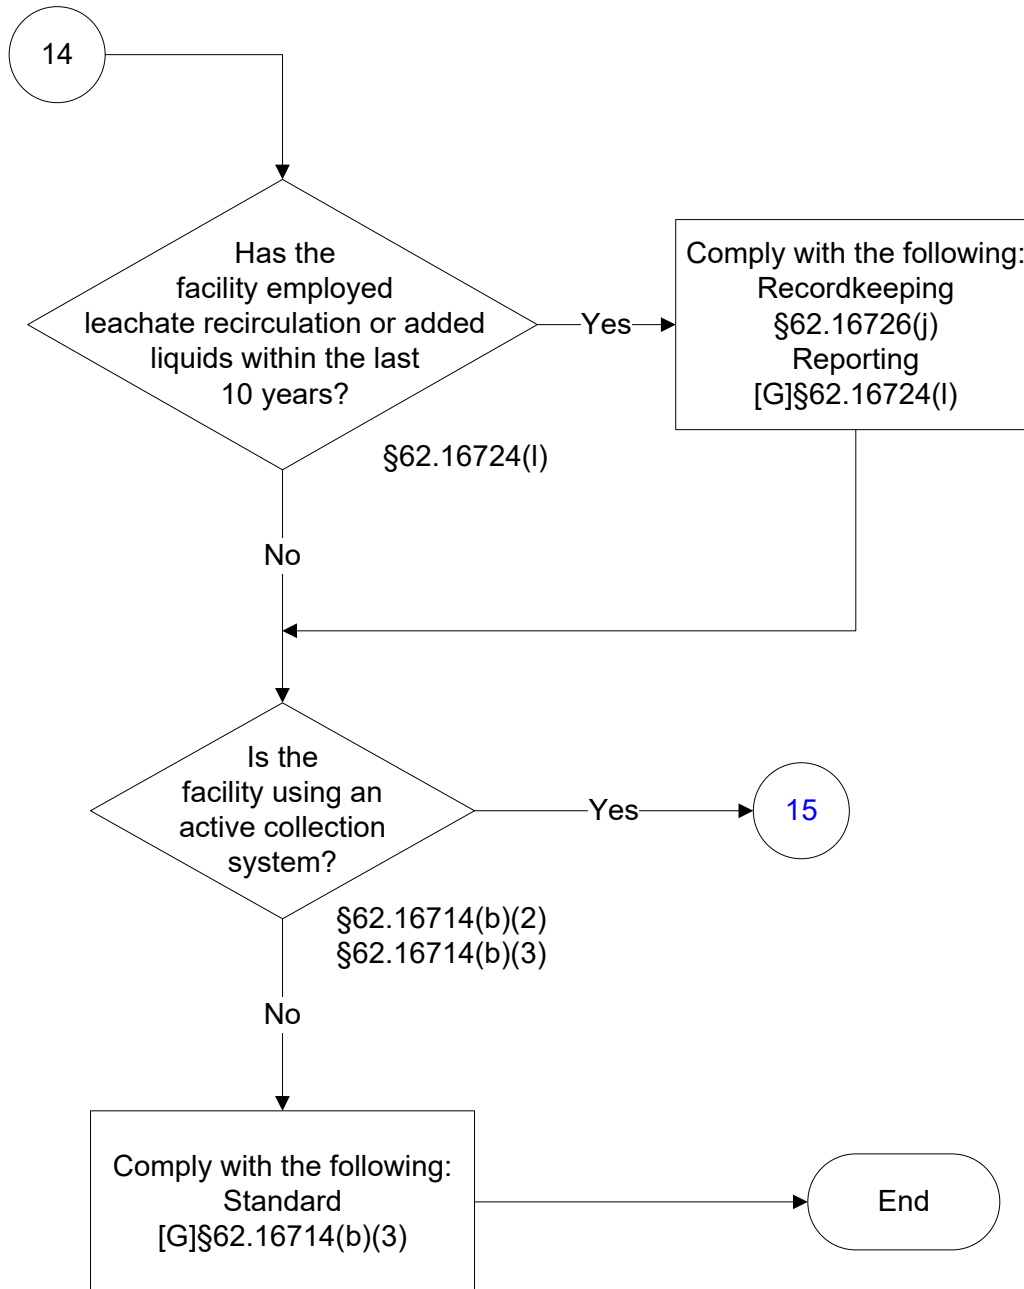 14
Has the
facility employed
leachate recirculation or added
liquids within the last
10 years?
§62.16724(l)
Yes
Comply with the following:
Recordkeeping
§62.16726(j)
Reporting
[G]§62.16724(l)
No
Is the
facility using an
active collection
system?
§62.16714(b)(2)
§62.16714(b)(3)
Yes
15
No
Comply with the following:
Standard
[G]§62.16714(b)(3)
End